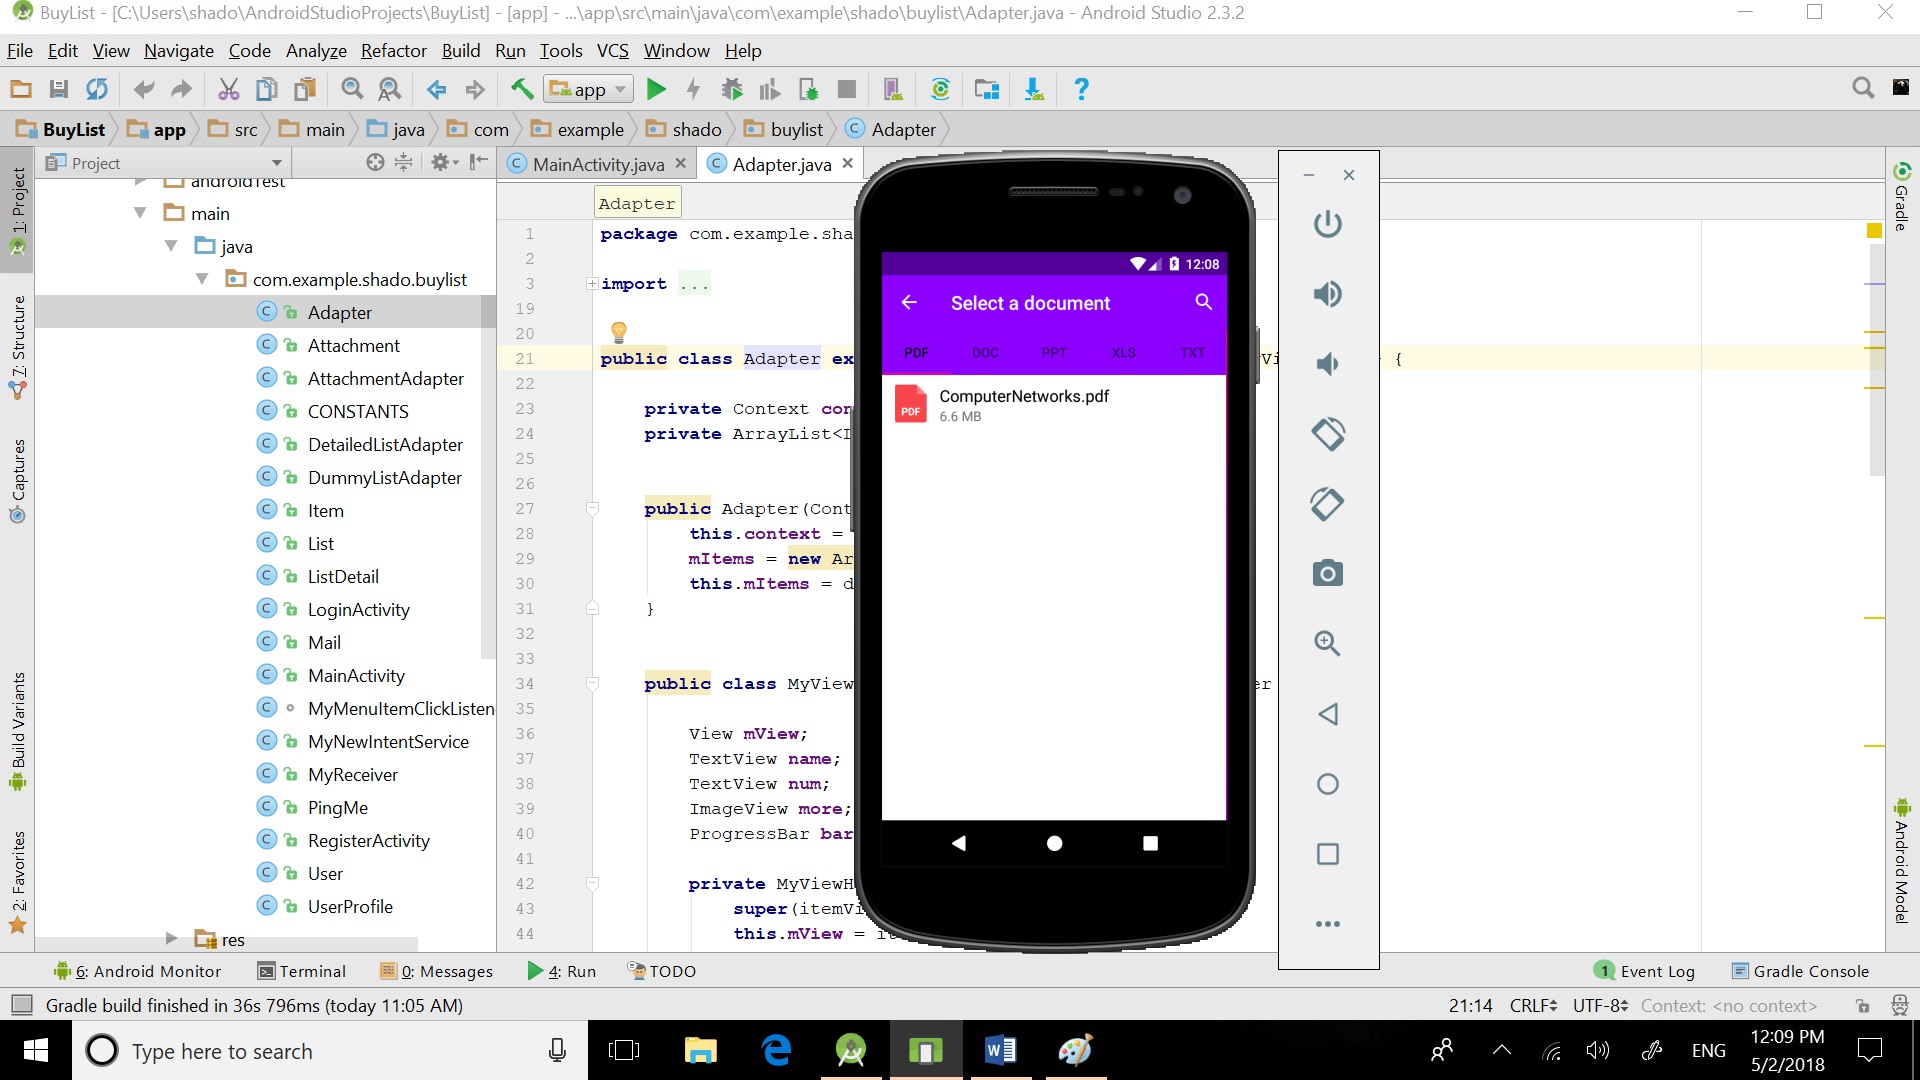 BuyList - [C:\Users\shado\AndroidStudioProjects\BuyList] - [app] - ...\app\src\main\java\com\example\shado\buylist\Adapter.java - Android Studio 2.3.2
File Edit View Navigate Code Analyze Refactor Build Run Tools VCS Window Help
app
BuyList app src main java com example shado buylist Adapter
Project
MainActivity.java
Adapter.java
1: Project
7: Structure
Captures
Build Variants
2: Favorites
androidTest
main
java
com.example.shado.buylist
Adapter
Attachment
AttachmentAdapter
CONSTANTS
DetailedListAdapter
DummyListAdapter
Item
List
ListDetail
LoginActivity
Mail
MainActivity
MyMenuItemClickListen
MyNewIntentService
MyReceiver
PingMe
RegisterActivity
User
UserProfile
res
Adapter
1 package com.example.sha
2
3 import ...
19
20
21 public class Adapter ex {
22
23 private Context con
24 private ArrayList<I
25
26
27 public Adapter(Cont
28 this.context =
29 mItems = new Ar
30 this.mItems = d
31 }
32
33
34 public class MyView er
35
36 View mView;
37 TextView name;
38 TextView num;
39 ImageView more;
40 ProgressBar bar
41
42 private MyViewH
43 super(itemVi
44 this.mView = i
12:08
Select a document
PDF DOC PPT XLS TXT
PDF
ComputerNetworks.pdf
6.6 MB
Gradle
Android Model
6: Android Monitor Terminal 0: Messages 4: Run TODO
1 Event Log Gradle Console
Gradle build finished in 36s 796ms (today 11:05 AM)
21:14 CRLF UTF-8 Context: <no context>
Type here to search
ENG
12:09 PM
5/2/2018